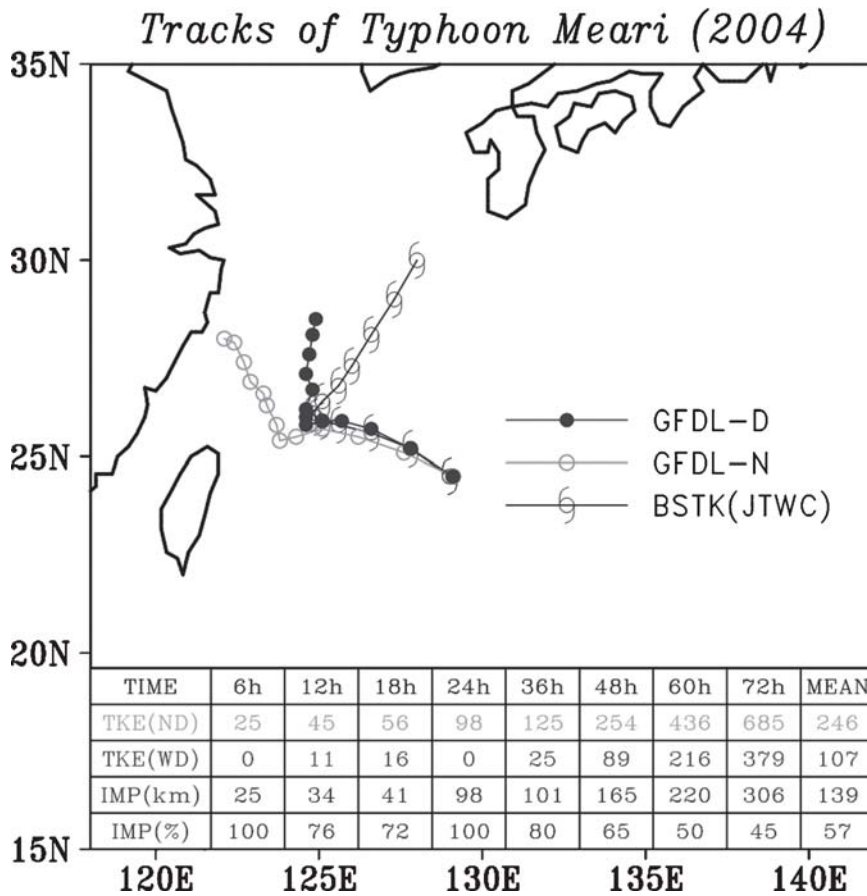 Tracks of Typhoon Meari (2004)
35N
30N
GFDL-D
25N
GFDL-N
BSTK(JTWC)
20N
TIME 6h 12h 18h 24h 36h 48h 60h 72h MEAN
TKE(ND) 25 45 56 98 125 254 436 685 246
TKE(WD) 0 11 16 0 25 89 216 379 107
IMP(km) 25 34 41 98 101 165 220 306 139
IMP(%) 100 76 72 100 80 65 50 45 57
15N
120E 125E 130E 135E 140E